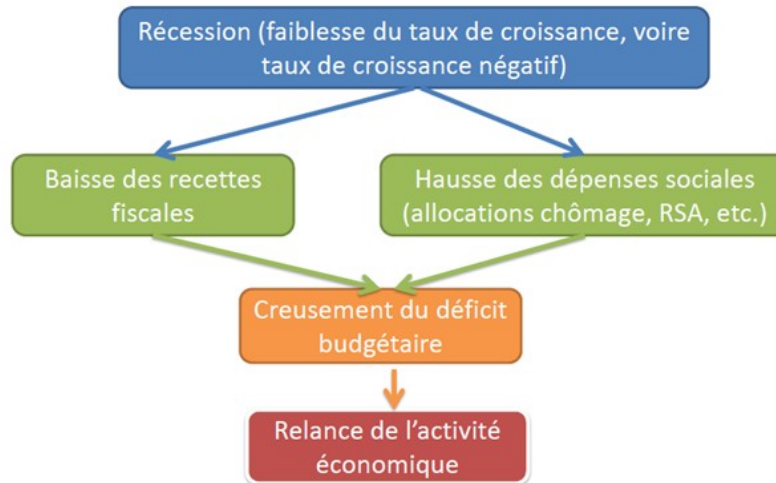 Récession (faiblesse du taux de croissance, voire
taux de croissance négatif)
Baisse des recettes
fiscales
Hausse des dépenses sociales
(allocations chômage, RSA, etc.)
Creusement du déficit
budgétaire
Relance de l’activité
économique